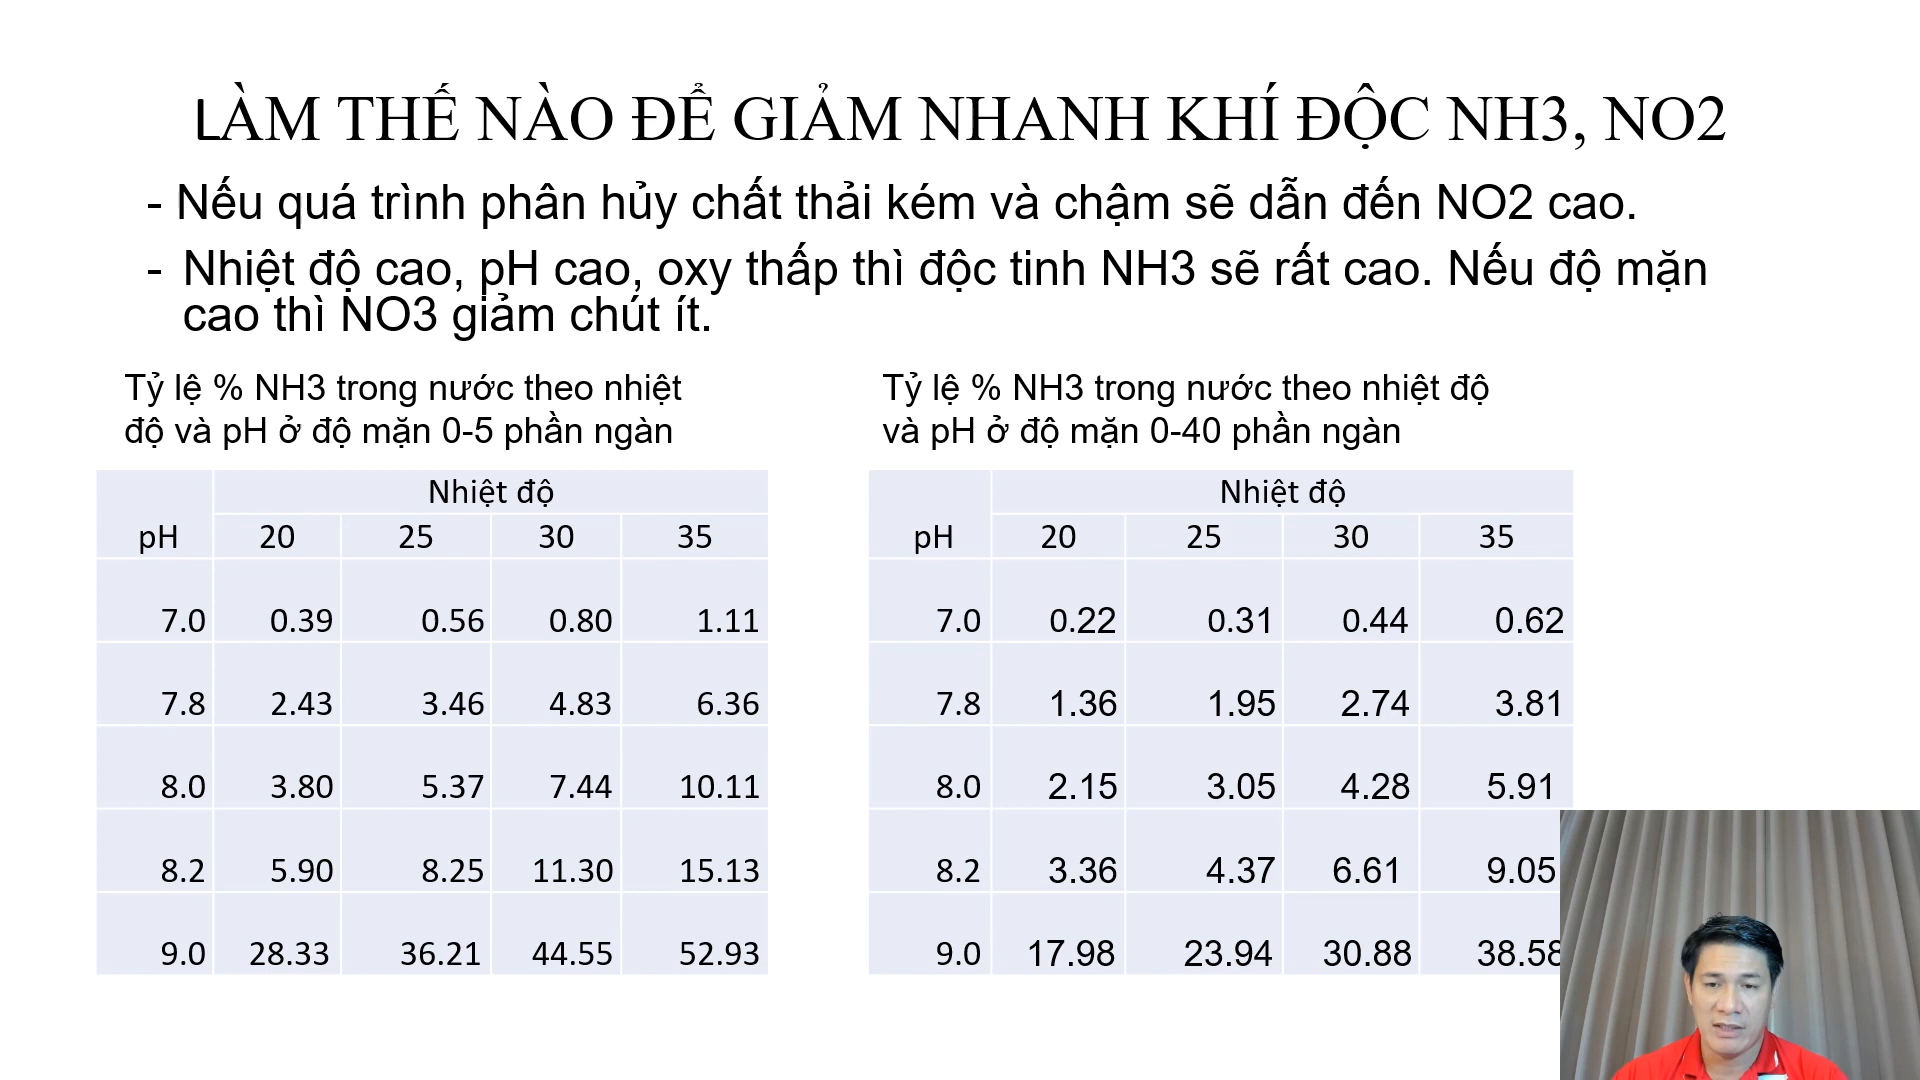 LÀM THẾ NÀO ĐỂ GIẢM NHANH KHÍ ĐỘC NH3, NO2
- Nếu quá trình phân hủy chất thải kém và chậm sẽ dẫn đến NO2 cao.
- Nhiệt độ cao, pH cao, oxy thấp thì độc tinh NH3 sẽ rất cao. Nếu độ mặn
cao thì NO3 giảm chút ít.
Tỷ lệ % NH3 trong nước theo nhiệt
độ và pH ở độ mặn 0-5 phần ngàn
Nhiệt độ
pH 20 25 30 35
7.0 0.39 0.56 0.80 1.11
7.8 2.43 3.46 4.83 6.36
8.0 3.80 5.37 7.44 10.11
8.2 5.90 8.25 11.30 15.13
9.0 28.33 36.21 44.55 52.93
Tỷ lệ % NH3 trong nước theo nhiệt độ
và pH ở độ mặn 0-40 phần ngàn
Nhiệt độ
pH 20 25 30 35
7.0 0.22 0.31 0.44 0.62
7.8 1.36 1.95 2.74 3.81
8.0 2.15 3.05 4.28 5.91
8.2 3.36 4.37 6.61 9.05
9.0 17.98 23.94 30.88 38.58